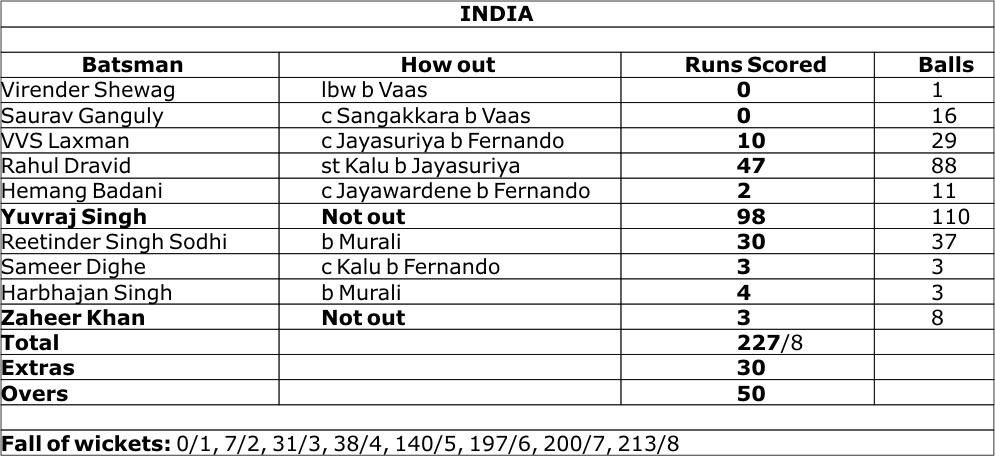 INDIA
Batsman How out Runs Scored Balls
Virender Shewag lbw b Vaas 0 1
Saurav Ganguly c Sangakkara b Vaas 0 16
VVS Laxman c Jayasuriya b Fernando 10 29
Rahul Dravid st Kalu b Jayasuriya 47 88
Hemang Badani c Jayawardene b Fernando 2 11
Yuvraj Singh Not out 98 110
Reetinder Singh Sodhi b Murali 30 37
Sameer Dighe c Kalu b Fernando 3 3
Harbhajan Singh b Murali 4 3
Zaheer Khan Not out 3 8
Total 227/8
Extras 30
Overs 50
Fall of wickets: 0/1, 7/2, 31/3, 38/4, 140/5, 197/6, 200/7, 213/8